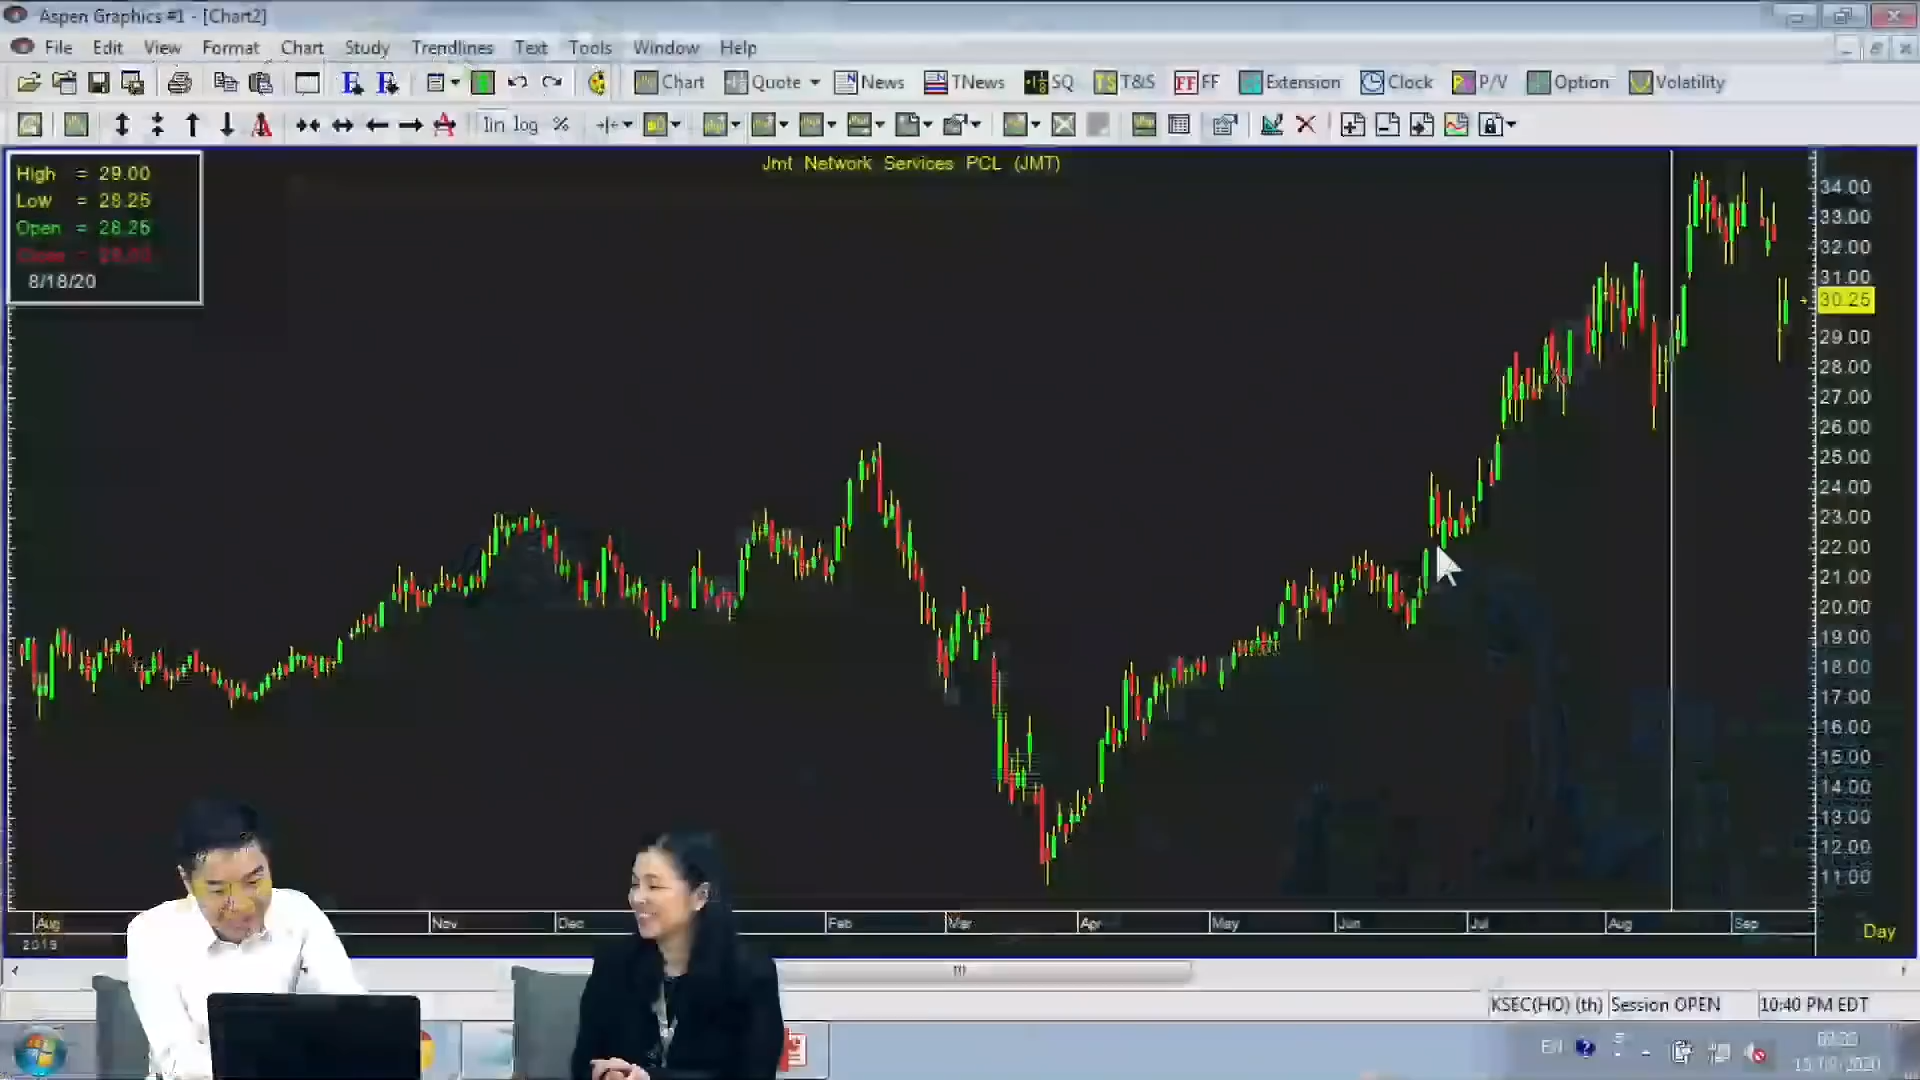 Aspen Graphics #1 - [Chart2]
File Edit View Format Chart Study Trendlines Text Tools Window Help
Chart Quote News TNews SQ T&S FF Extension Clock P/V Option Volatility
lin log %
Jmt Network Services PCL (JMT)
High = 29.00
Low = 28.25
Open = 28.25
Close = 29.00
8/18/20
34.00
33.00
32.00
31.00
30.25
29.00
28.00
27.00
26.00
25.00
24.00
23.00
22.00
21.00
20.00
19.00
18.00
17.00
16.00
15.00
14.00
13.00
12.00
11.00
Aug Nov Dec Feb Mar Apr May Jun Jul Aug Sep
2019
Day
KSEC(HO) (th) Session OPEN 10:40 PM EDT
EN